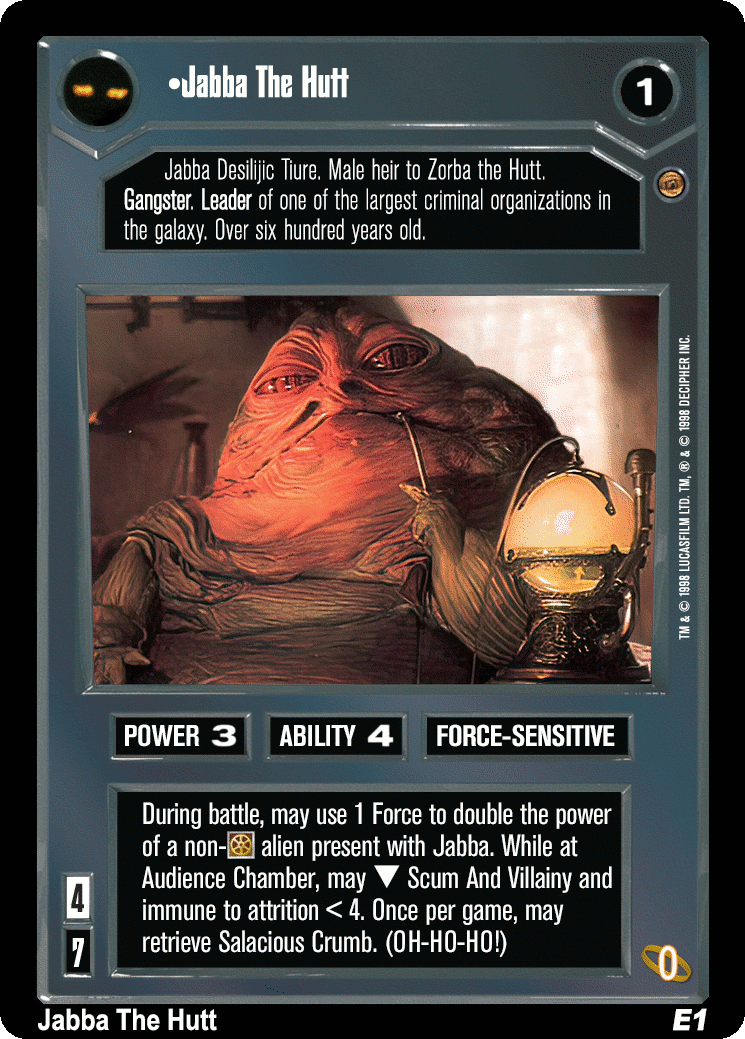 •Jabba The Hutt
1
Jabba Desilijic Tiure. Male heir to Zorba the Hutt.
Gangster. Leader of one of the largest criminal organizations in
the galaxy. Over six hundred years old.
TM & © 1998 LUCASFILM LTD. TM, ® & © 1998 DECIPHER INC.
POWER 3
ABILITY 4
FORCE-SENSITIVE
During battle, may use 1 Force to double the power
of a non- alien present with Jabba. While at
Audience Chamber, may ▼ Scum And Villainy and
immune to attrition < 4. Once per game, may
retrieve Salacious Crumb. (OH-HO-HO!)
4
7
0
Jabba The Hutt
E1